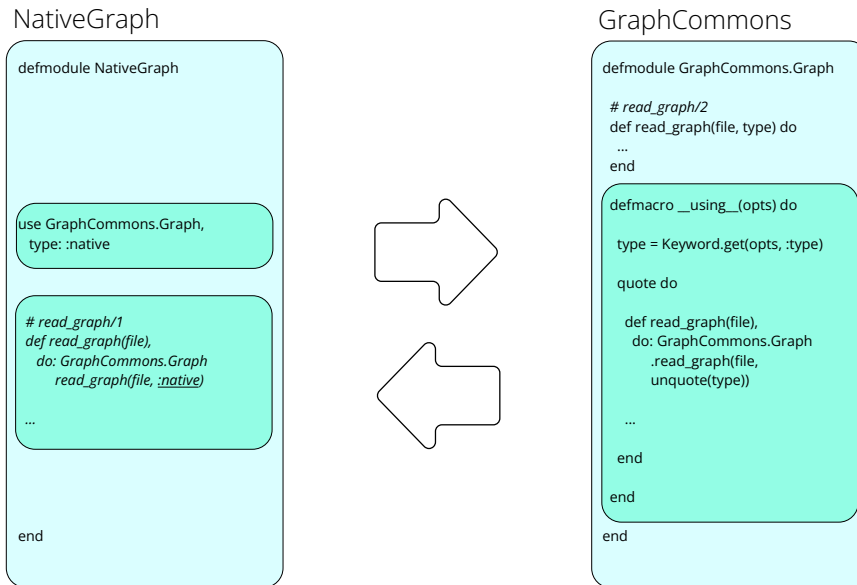 NativeGraph
defmodule NativeGraph
use GraphCommons.Graph,
type: :native
# read_graph/1
def read_graph(file),
do: GraphCommons.Graph
read_graph(file, :native)
...
end
GraphCommons
defmodule GraphCommons.Graph
# read_graph/2
def read_graph(file, type) do
...
end
defmacro __using__(opts) do
type = Keyword.get(opts, :type)
quote do
def read_graph(file),
do: GraphCommons.Graph
.read_graph(file,
unquote(type))
...
end
end
end